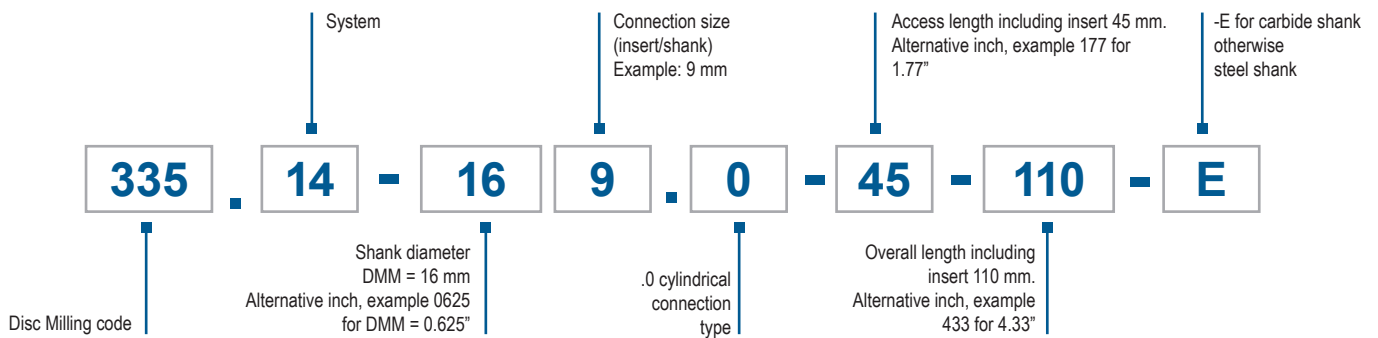 System
Connection size
(insert/shank)
Example: 9 mm
Access length including insert 45 mm.
Alternative inch, example 177 for
1.77”
-E for carbide shank
otherwise
steel shank
335 . 14 - 16 9 . 0 - 45 - 110 - E
Disc Milling code
Shank diameter
DMM = 16 mm
Alternative inch, example 0625
for DMM = 0.625”
.0 cylindrical
connection
type
Overall length including
insert 110 mm.
Alternative inch, example
433 for 4.33”